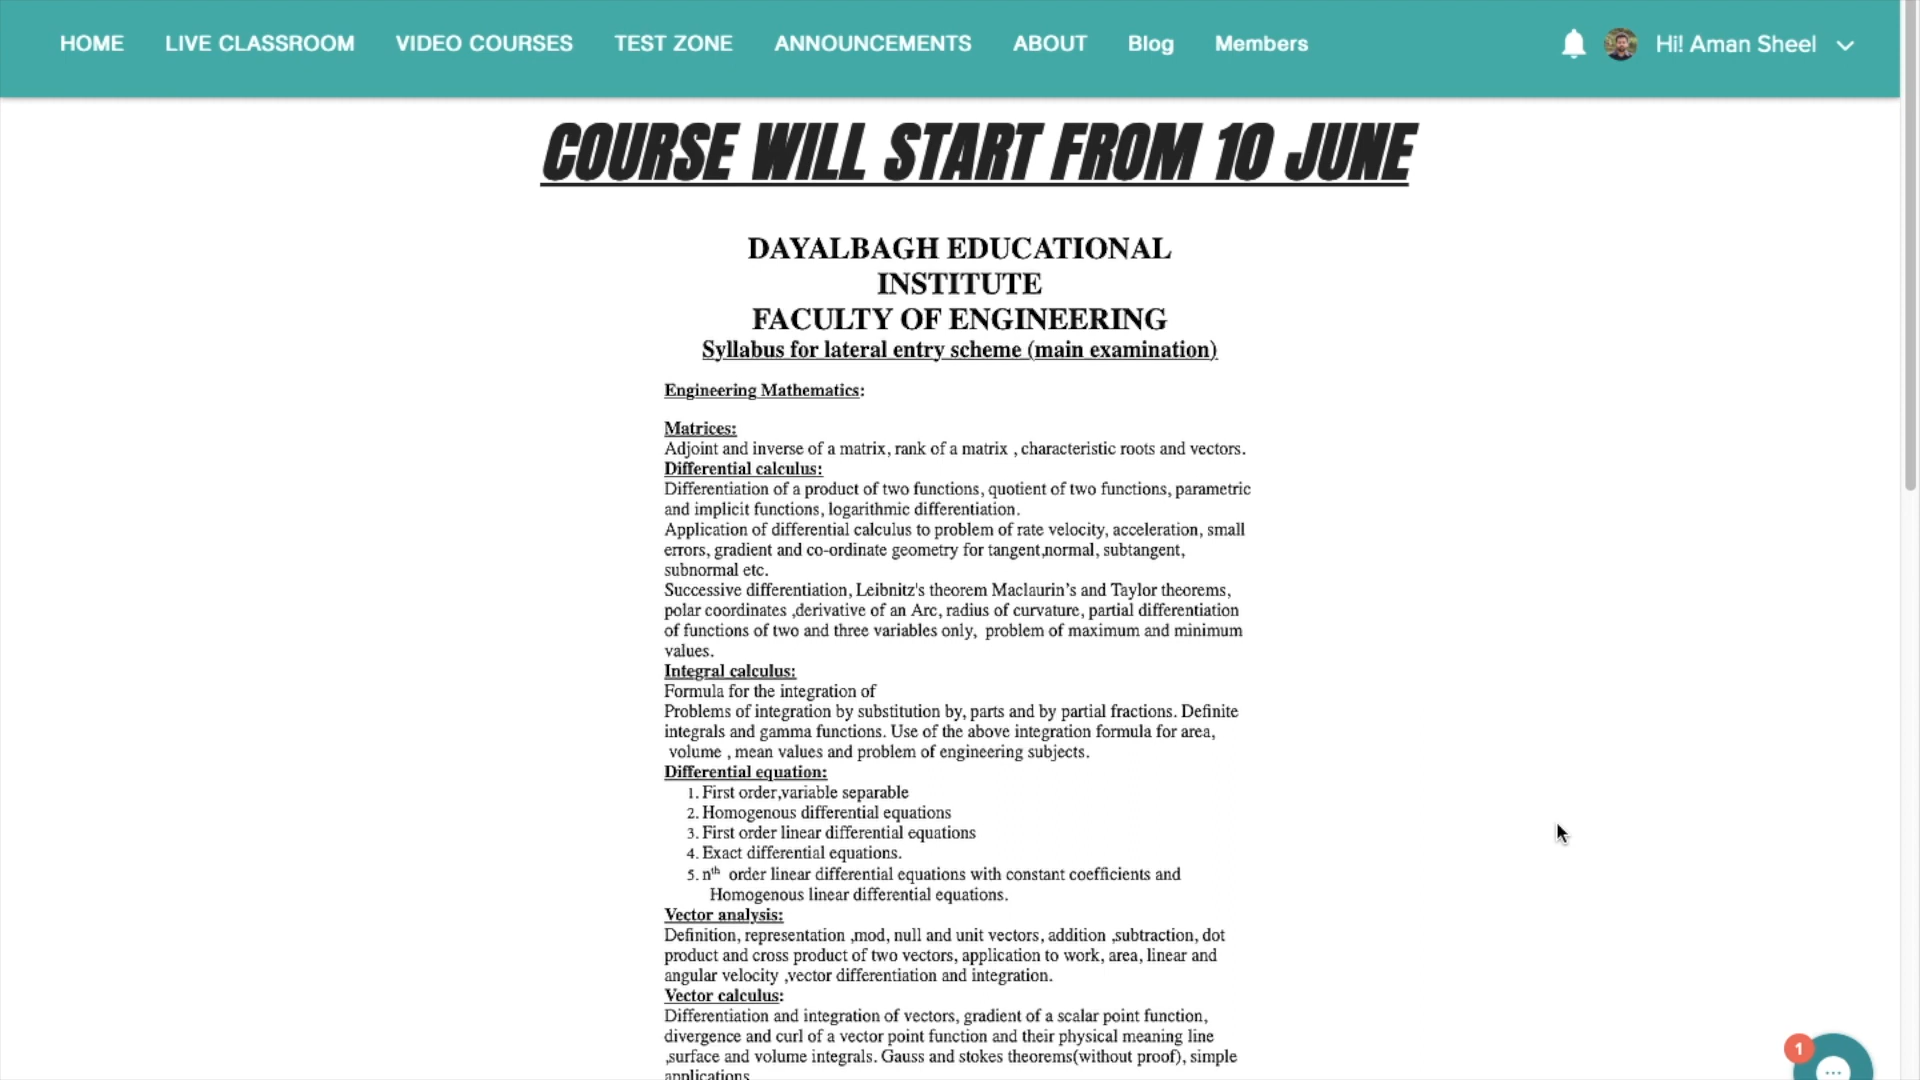 HOME LIVE CLASSROOM VIDEO COURSES TEST ZONE ANNOUNCEMENTS ABOUT Blog Members Hi! Aman Sheel
COURSE WILL START FROM 10 JUNE
DAYALBAGH EDUCATIONAL
INSTITUTE
FACULTY OF ENGINEERING
Syllabus for lateral entry scheme (main examination)
Engineering Mathematics:
Matrices:
Adjoint and inverse of a matrix, rank of a matrix , characteristic roots and vectors.
Differential calculus:
Differentiation of a product of two functions, quotient of two functions, parametric
and implicit functions, logarithmic differentiation.
Application of differential calculus to problem of rate velocity, acceleration, small
errors, gradient and co-ordinate geometry for tangent,normal, subtangent,
subnormal etc.
Successive differentiation, Leibnitz's theorem Maclaurin's and Taylor theorems,
polar coordinates ,derivative of an Arc, radius of curvature, partial differentiation
of functions of two and three variables only, problem of maximum and minimum
values.
Integral calculus:
Formula for the integration of
Problems of integration by substitution by, parts and by partial fractions. Definite
integrals and gamma functions. Use of the above integration formula for area,
volume , mean values and problem of engineering subjects.
Differential equation:
1. First order,variable separable
2. Homogenous differential equations
3. First order linear differential equations
4. Exact differential equations.
5. nth order linear differential equations with constant coefficients and
Homogenous linear differential equations.
Vector analysis:
Definition, representation ,mod, null and unit vectors, addition ,subtraction, dot
product and cross product of two vectors, application to work, area, linear and
angular velocity ,vector differentiation and integration.
Vector calculus:
Differentiation and integration of vectors, gradient of a scalar point function,
divergence and curl of a vector point function and their physical meaning line
,surface and volume integrals. Gauss and stokes theorems(without proof), simple
applications
1